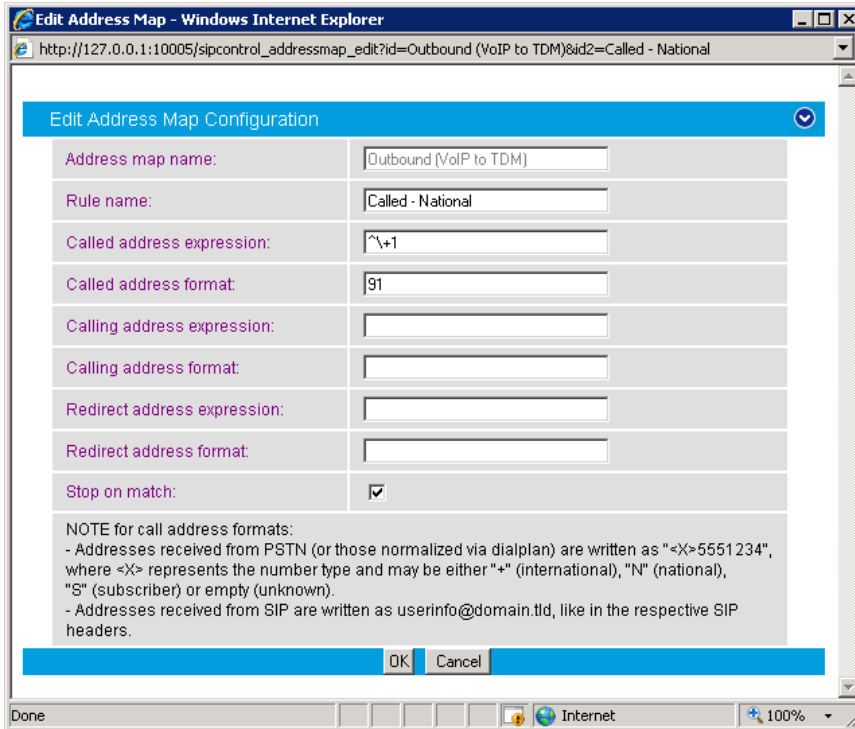 Edit Address Map - Windows Internet Explorer
http://127.0.0.1:10005/sipcontrol_addressmap_edit?id=Outbound (VoIP to TDM)&id2=Called - National
Edit Address Map Configuration
Address map name: Outbound (VoIP to TDM)
Rule name: Called - National
Called address expression: ^\+1
Called address format: 91
Calling address expression:
Calling address format:
Redirect address expression:
Redirect address format:
Stop on match:
NOTE for call address formats:
- Addresses received from PSTN (or those normalized via dialplan) are written as "<X>5551234",
where <X> represents the number type and may be either "+" (international), "N" (national),
"S" (subscriber) or empty (unknown).
- Addresses received from SIP are written as userinfo@domain.tld, like in the respective SIP
headers.
OK Cancel
Done Internet 100%